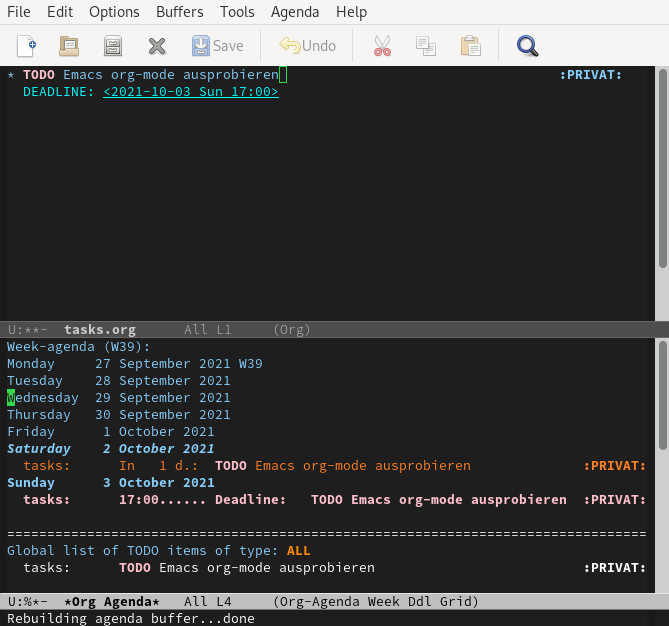 File Edit Options Buffers Tools Agenda Help
Save Undo
* TODO Emacs org-mode ausprobieren :PRIVAT:
DEADLINE: <2021-10-03 Sun 17:00>
U:**- tasks.org All L1 (Org)
Week-agenda (W39):
Monday 27 September 2021 W39
Tuesday 28 September 2021
Wednesday 29 September 2021
Thursday 30 September 2021
Friday 1 October 2021
Saturday 2 October 2021
tasks: In 1 d.: TODO Emacs org-mode ausprobieren :PRIVAT:
Sunday 3 October 2021
tasks: 17:00...... Deadline: TODO Emacs org-mode ausprobieren :PRIVAT:
================================================================================
Global list of TODO items of type: ALL
tasks: TODO Emacs org-mode ausprobieren :PRIVAT:
U:%*- *Org Agenda* All L4 (Org-Agenda Week Ddl Grid)
Rebuilding agenda buffer...done